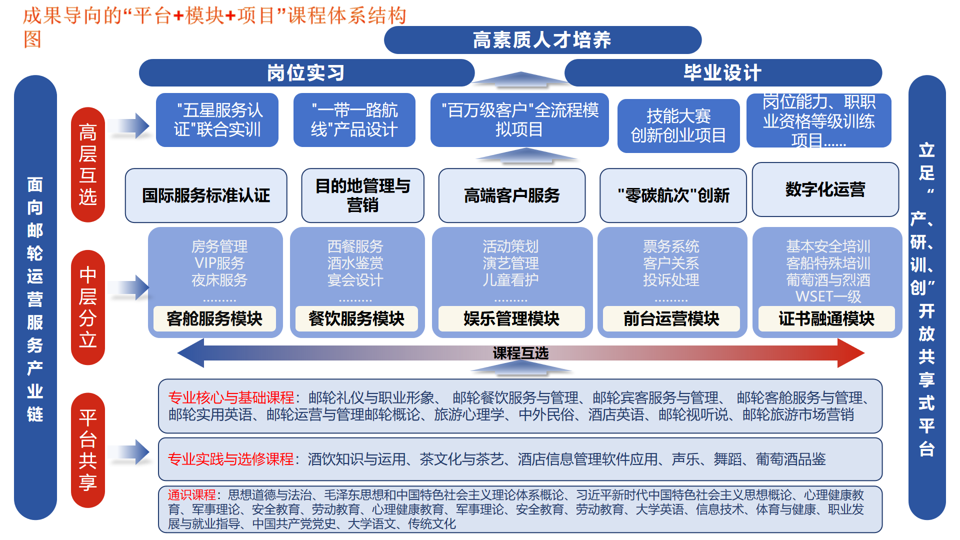 成果导向的“平台+模块+项目”课程体系结构
图
高素质人才培养
岗位实习
毕业设计
面向邮轮运营服务产业链
高层互选
"五星服务认
证"联合实训
"一带一路航
线"产品设计
"百万级客户"全流程模
拟项目
技能大赛
创新创业项目
岗位能力、职职
业资格等级训练
项目......
国际服务标准认证
目的地管理与
营销
高端客户服务
"零碳航次"创新
数字化运营
中层分立
房务管理
VIP服务
夜床服务
………
客舱服务模块
西餐服务
酒水鉴赏
宴会设计
………
餐饮服务模块
活动策划
演艺管理
儿童看护
………
娱乐管理模块
票务系统
客户关系
投诉处理
………
前台运营模块
基本安全培训
客船特殊培训
葡萄酒与烈酒
WSET一级
证书融通模块
课程互选
平台共享
专业核心与基础课程：邮轮礼仪与职业形象、 邮轮餐饮服务与管理、邮轮宾客服务与管理、 邮轮客舱服务与管理、
邮轮实用英语、邮轮运营与管理邮轮概论、旅游心理学、中外民俗、酒店英语、邮轮视听说、邮轮旅游市场营销
专业实践与选修课程：酒饮知识与运用、茶文化与茶艺、酒店信息管理软件应用、声乐、舞蹈、葡萄酒品鉴
通识课程：思想道德与法治、毛泽东思想和中国特色社会主义理论体系概论、习近平新时代中国特色社会主义思想概论、心理健康教
育、军事理论、安全教育、劳动教育、心理健康教育、军事理论、安全教育、劳动教育、大学英语、信息技术、体育与健康、职业发
展与就业指导、中国共产党党史、大学语文、传统文化
立足“产、研、训、创”开放共享式平台